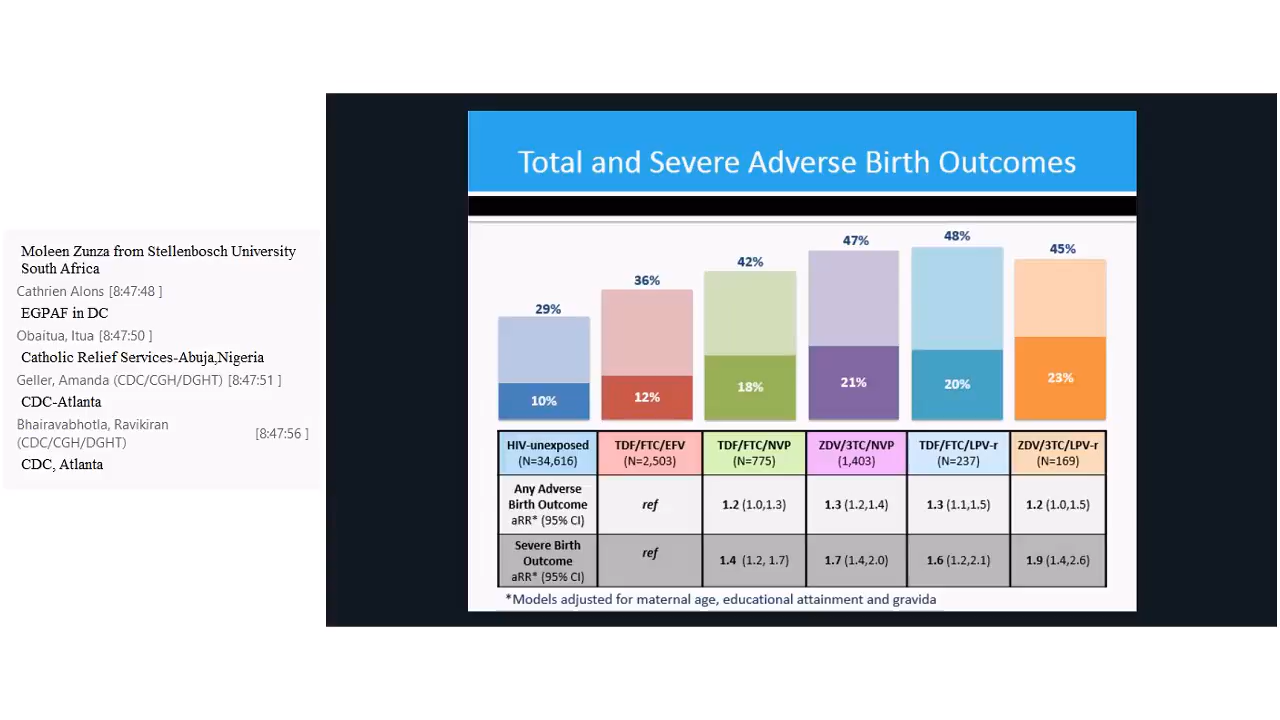 Moleen Zunza from Stellenbosch University
South Africa
Cathrien Alons [8:47:48 ]
EGPAF in DC
Obaitua, Itua [8:47:50 ]
Catholic Relief Services-Abuja,Nigeria
Geller, Amanda (CDC/CGH/DGHT) [8:47:51 ]
CDC-Atlanta
Bhairavabhotla, Ravikiran
(CDC/CGH/DGHT) [8:47:56 ]
CDC, Atlanta
Total and Severe Adverse Birth Outcomes
29% 36% 42% 47% 48% 45%
10% 12% 18% 21% 20% 23%
HIV-unexposed TDF/FTC/EFV TDF/FTC/NVP ZDV/3TC/NVP TDF/FTC/LPV-r ZDV/3TC/LPV-r
(N=34,616) (N=2,503) (N=775) (1,403) (N=237) (N=169)
Any Adverse
Birth Outcome ref 1.2 (1.0,1.3) 1.3 (1.2,1.4) 1.3 (1.1,1.5) 1.2 (1.0,1.5)
aRR* (95% CI)
Severe Birth
Outcome ref 1.4 (1.2, 1.7) 1.7 (1.4,2.0) 1.6 (1.2,2.1) 1.9 (1.4,2.6)
aRR* (95% CI)
*Models adjusted for maternal age, educational attainment and gravida